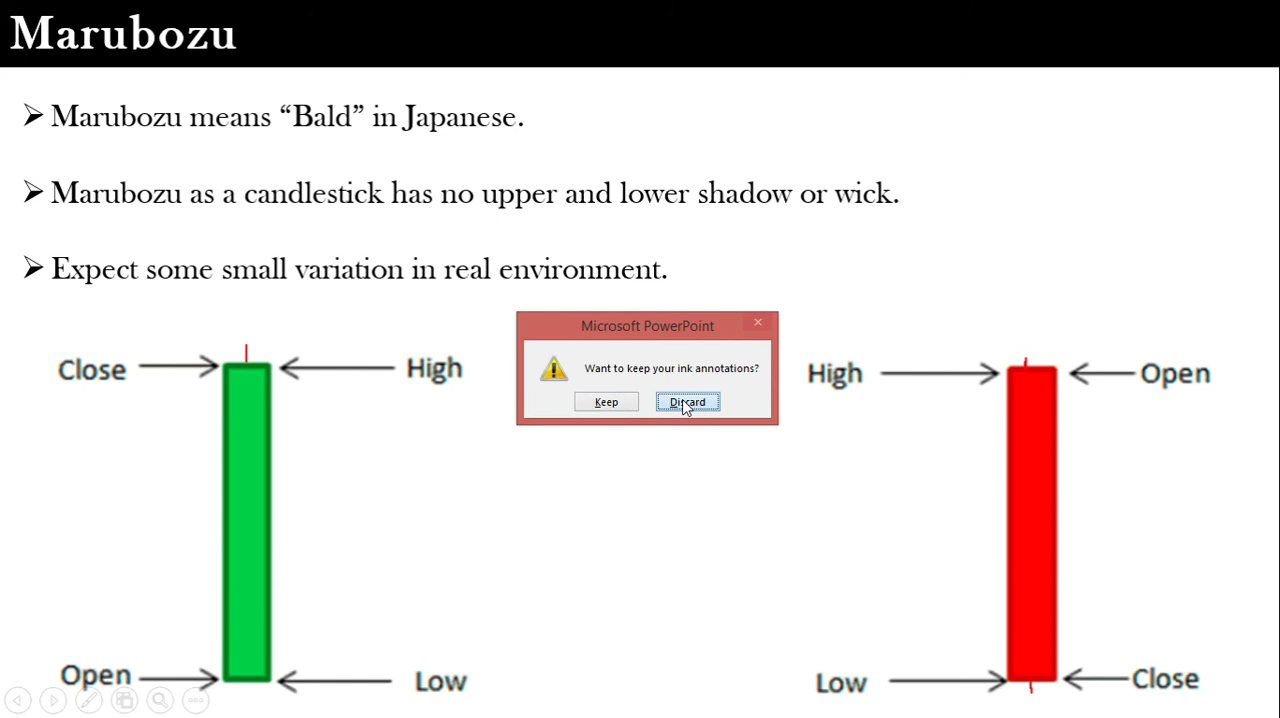 Marubozu
➢ Marubozu means “Bald” in Japanese.
➢ Marubozu as a candlestick has no upper and lower shadow or wick.
➢ Expect some small variation in real environment.
Microsoft PowerPoint
Want to keep your ink annotations?
Keep Discard
Close High
Open Low
High Open
Low Close